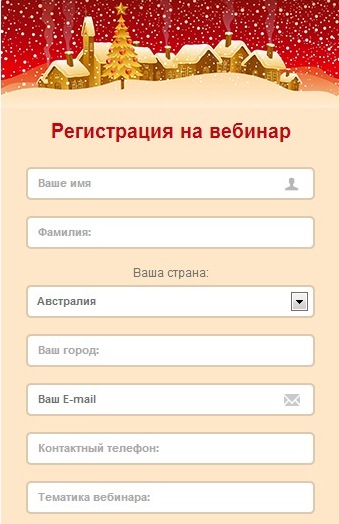 Регистрация на вебинар
Ваше имя
Фамилия:
Ваша страна:
Австралия
Ваш город:
Ваш E-mail
Контактный телефон:
Тематика вебинара: